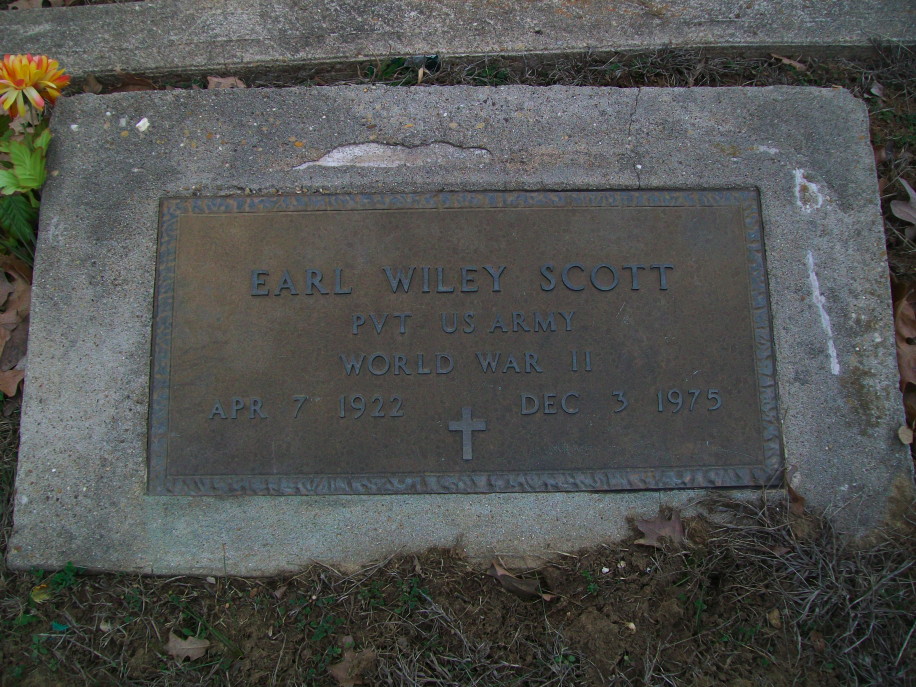 EARL WILEY SCOTT
PVT US ARMY
WORLD WAR II
APR 7 1922 DEC 3 1975